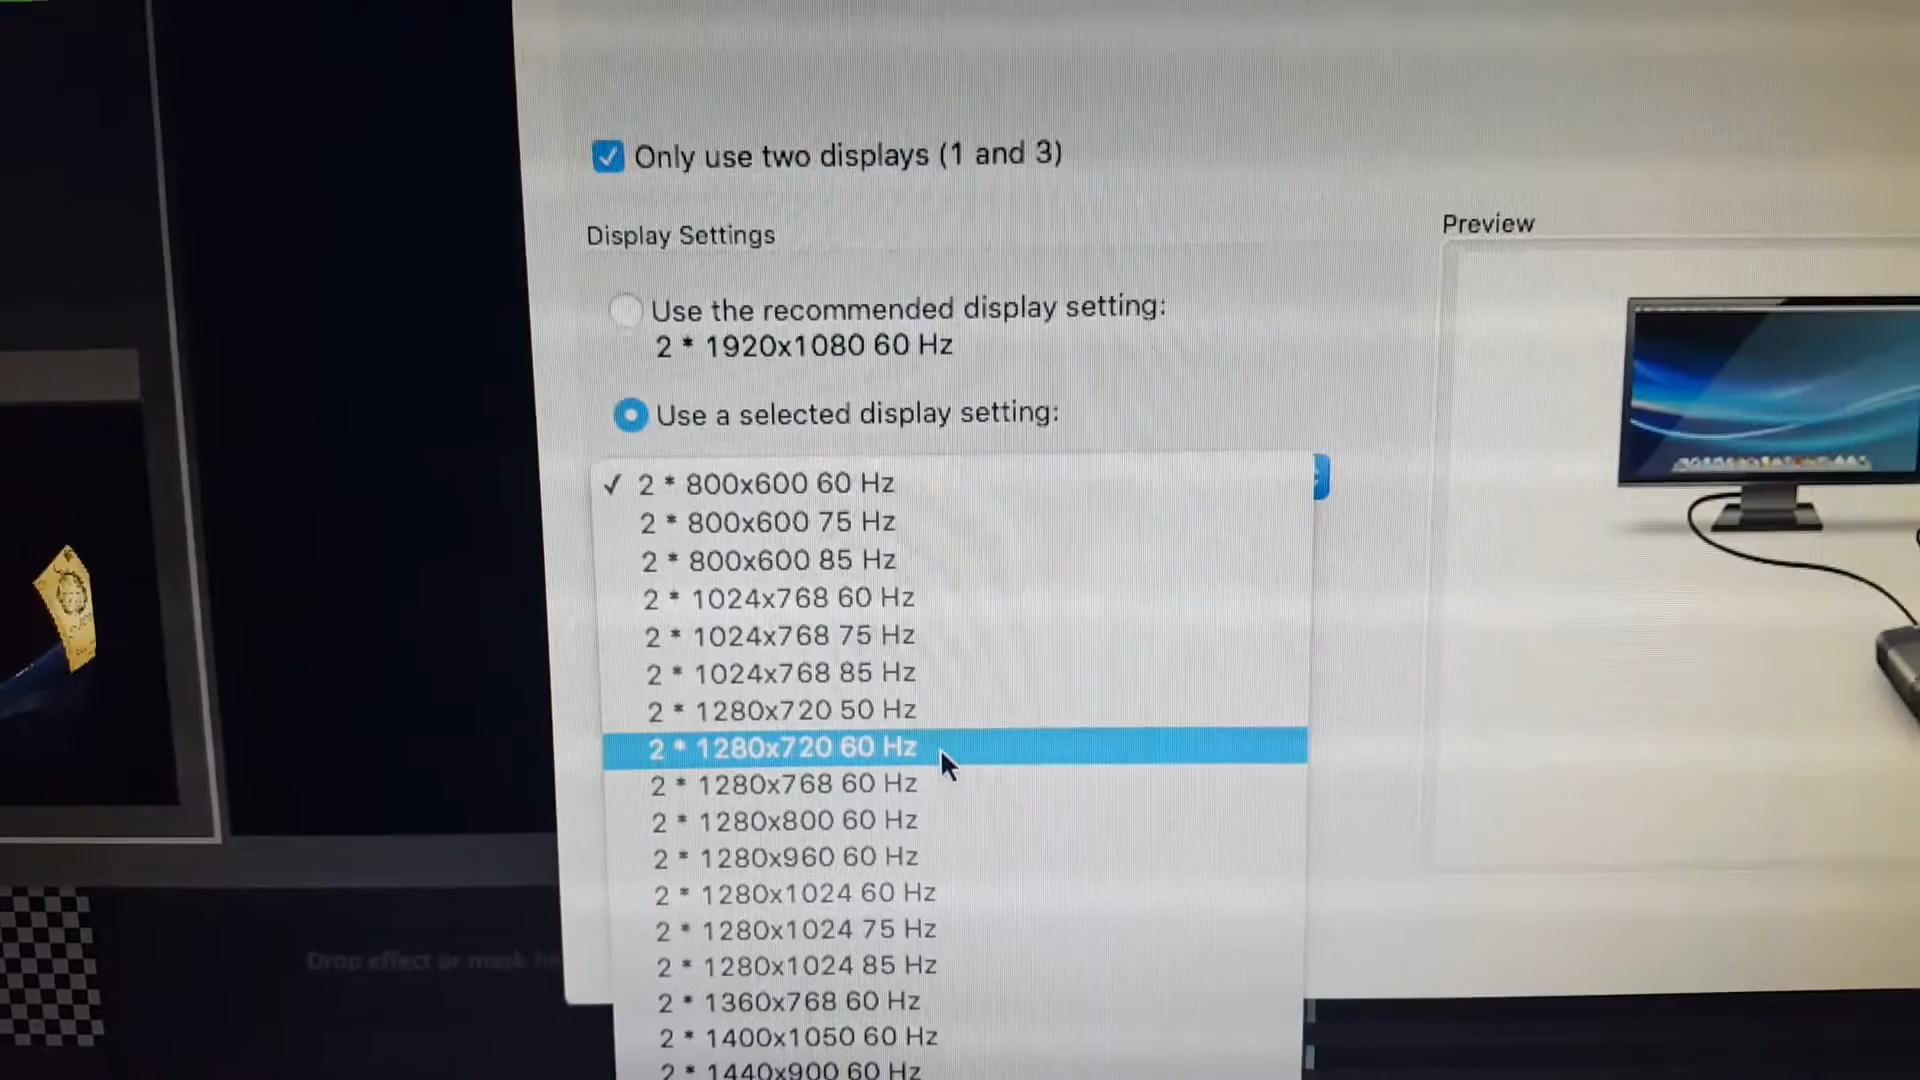 Only use two displays (1 and 3)
Display Settings
Preview
Use the recommended display setting:
2 * 1920x1080 60 Hz
Use a selected display setting:
✓ 2 * 800x600 60 Hz
2 * 800x600 75 Hz
2 * 800x600 85 Hz
2 * 1024x768 60 Hz
2 * 1024x768 75 Hz
2 * 1024x768 85 Hz
2 * 1280x720 50 Hz
2 * 1280x720 60 Hz
2 * 1280x768 60 Hz
2 * 1280x800 60 Hz
2 * 1280x960 60 Hz
2 * 1280x1024 60 Hz
2 * 1280x1024 75 Hz
2 * 1280x1024 85 Hz
2 * 1360x768 60 Hz
2 * 1400x1050 60 Hz
2 * 1440x900 60 Hz
Drop effect or mask